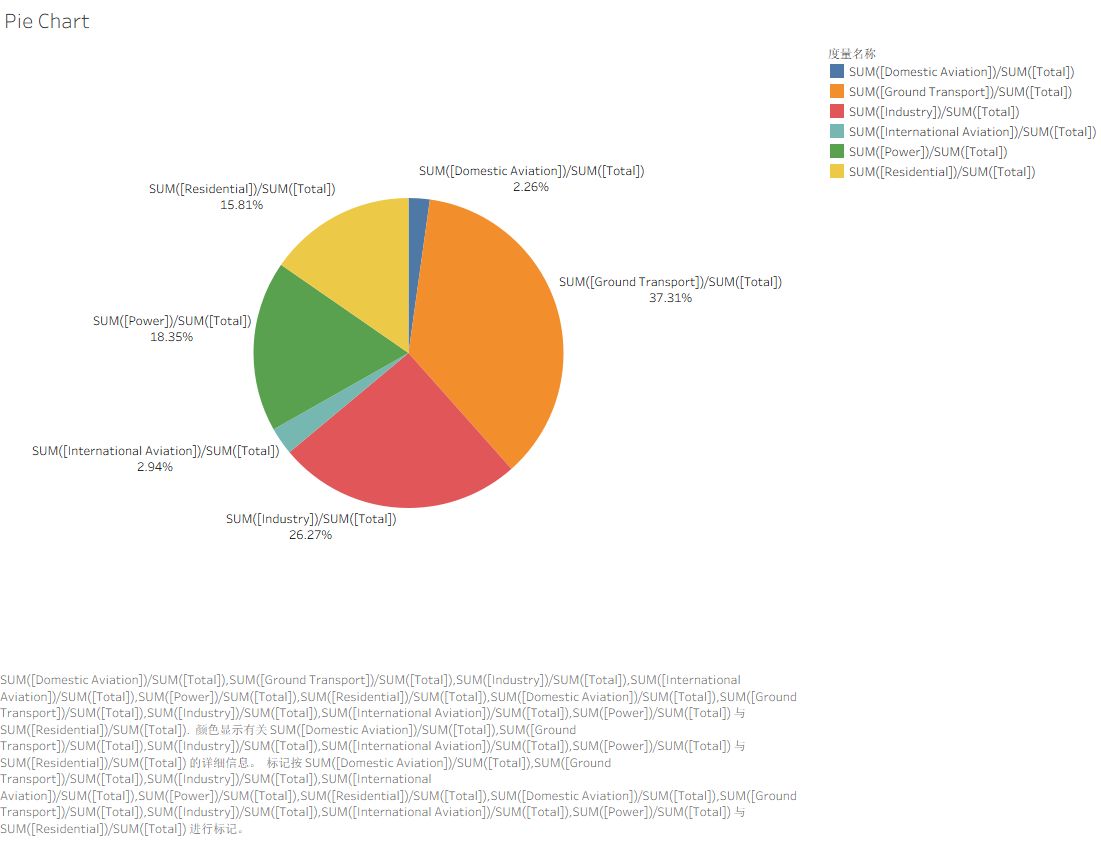 Pie Chart
度量名称
SUM([Domestic Aviation])/SUM([Total])
SUM([Ground Transport])/SUM([Total])
SUM([Industry])/SUM([Total])
SUM([International Aviation])/SUM([Total])
SUM([Power])/SUM([Total])
SUM([Residential])/SUM([Total])
SUM([Domestic Aviation])/SUM([Total])
2.26%
SUM([Residential])/SUM([Total])
15.81%
SUM([Ground Transport])/SUM([Total])
37.31%
SUM([Power])/SUM([Total])
18.35%
SUM([International Aviation])/SUM([Total])
2.94%
SUM([Industry])/SUM([Total])
26.27%
SUM([Domestic Aviation])/SUM([Total]),SUM([Ground Transport])/SUM([Total]),SUM([Industry])/SUM([Total]),SUM([International
Aviation])/SUM([Total]),SUM([Power])/SUM([Total]),SUM([Residential])/SUM([Total]),SUM([Domestic Aviation])/SUM([Total]),SUM([Ground
Transport])/SUM([Total]),SUM([Industry])/SUM([Total]),SUM([International Aviation])/SUM([Total]),SUM([Power])/SUM([Total]) 与
SUM([Residential])/SUM([Total]). 颜色显示有关 SUM([Domestic Aviation])/SUM([Total]),SUM([Ground
Transport])/SUM([Total]),SUM([Industry])/SUM([Total]),SUM([International Aviation])/SUM([Total]),SUM([Power])/SUM([Total]) 与
SUM([Residential])/SUM([Total]) 的详细信息。 标记按 SUM([Domestic Aviation])/SUM([Total]),SUM([Ground
Transport])/SUM([Total]),SUM([Industry])/SUM([Total]),SUM([International
Aviation])/SUM([Total]),SUM([Power])/SUM([Total]),SUM([Residential])/SUM([Total]),SUM([Domestic Aviation])/SUM([Total]),SUM([Ground
Transport])/SUM([Total]),SUM([Industry])/SUM([Total]),SUM([International Aviation])/SUM([Total]),SUM([Power])/SUM([Total]) 与
SUM([Residential])/SUM([Total]) 进行标记。